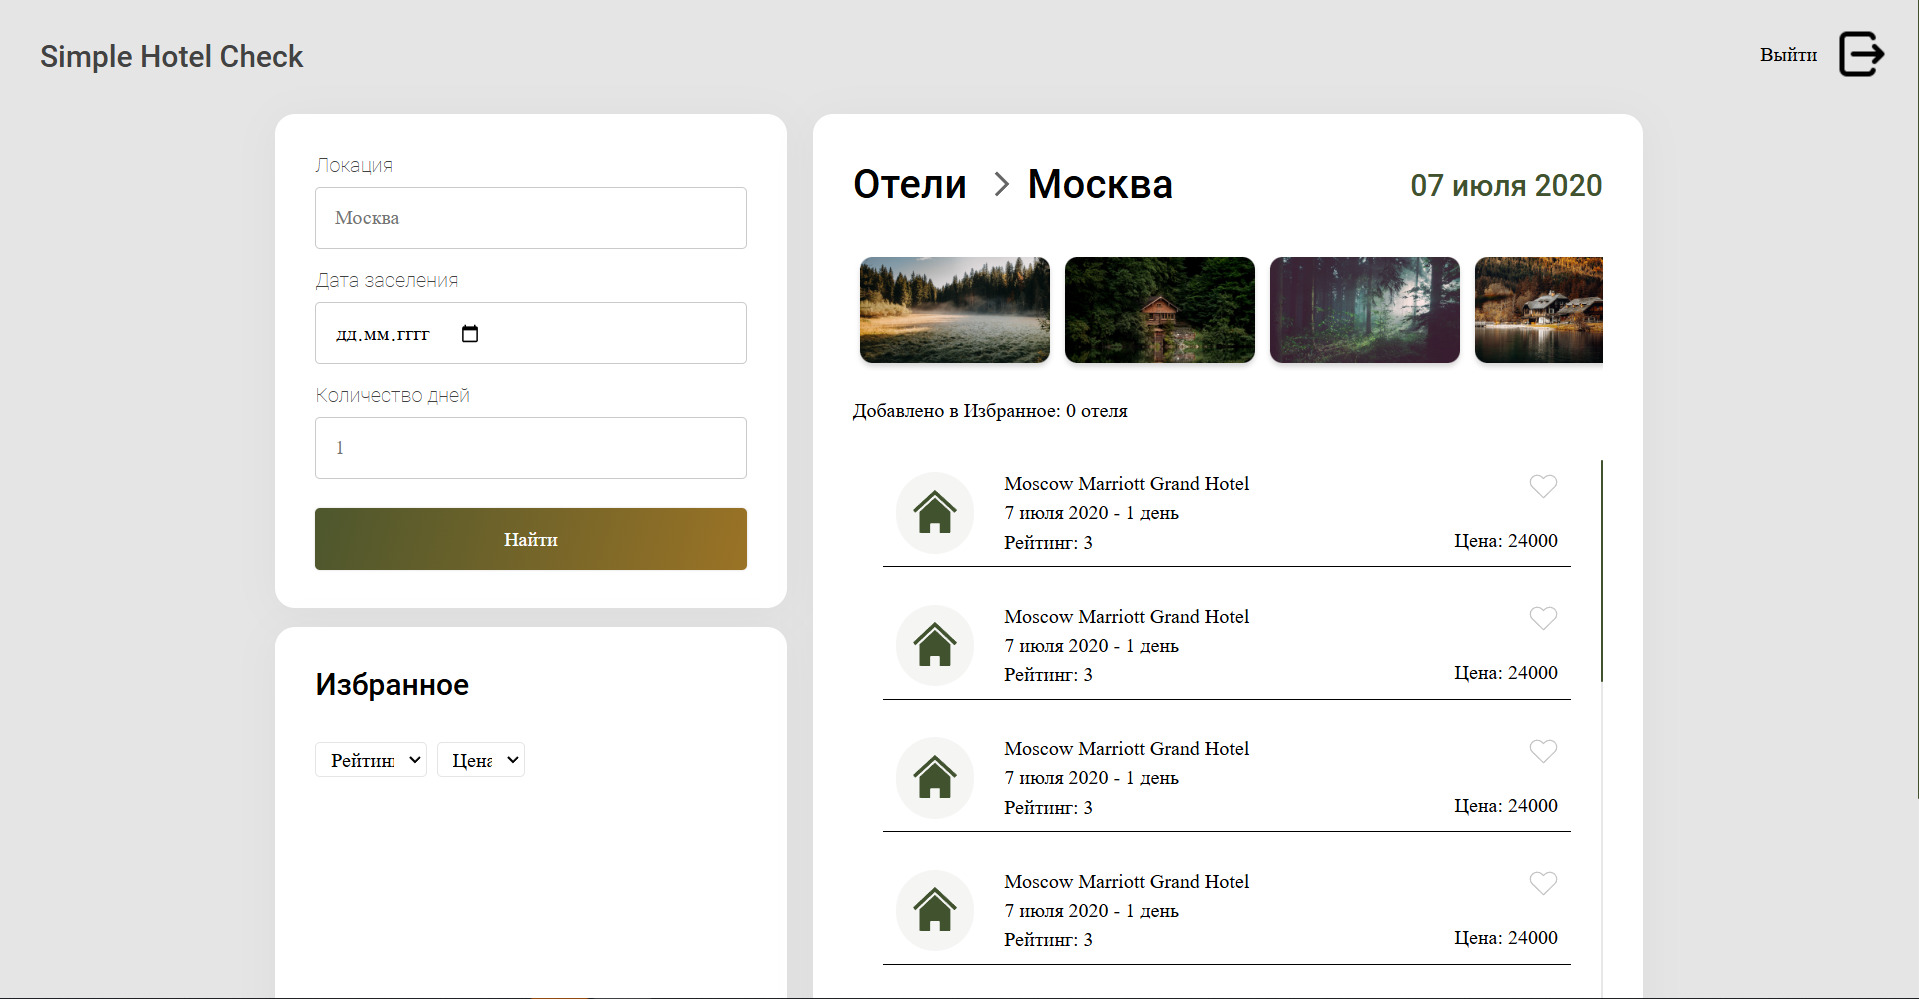 Simple Hotel Check
Выйти
Локация
Москва
Дата заселения
дд.мм.гггг
Количество дней
1
Найти
Избранное
Рейтин
Цена
Отели > Москва
07 июля 2020
Добавлено в Избранное: 0 отеля
Moscow Marriott Grand Hotel
7 июля 2020 - 1 день
Рейтинг: 3
Цена: 24000
Moscow Marriott Grand Hotel
7 июля 2020 - 1 день
Рейтинг: 3
Цена: 24000
Moscow Marriott Grand Hotel
7 июля 2020 - 1 день
Рейтинг: 3
Цена: 24000
Moscow Marriott Grand Hotel
7 июля 2020 - 1 день
Рейтинг: 3
Цена: 24000